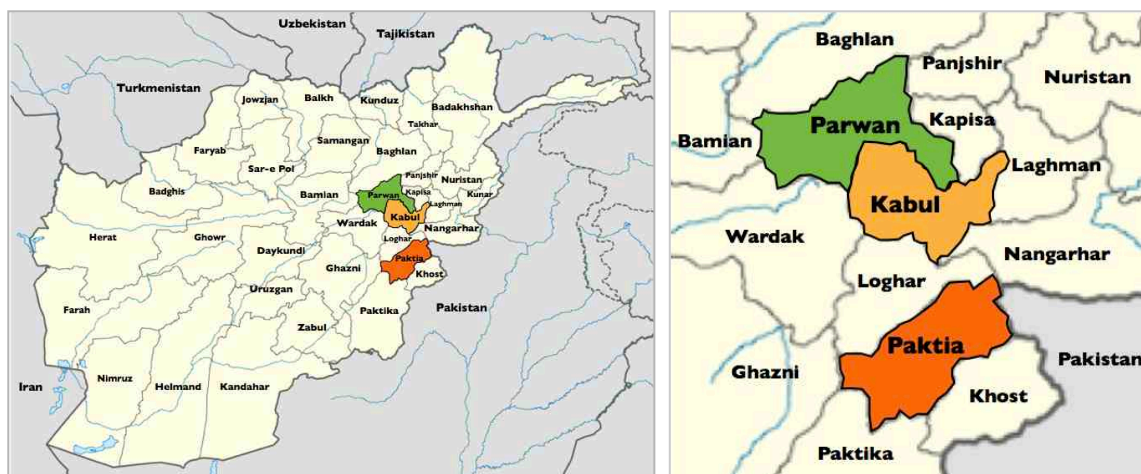 Uzbekistan
Tajikistan
Turkmenistan
Jowzjan
Balkh
Kunduz
Badakhshan
Takhar
Faryab
Samangan
Baghlan
Sar-e Pol
Badghis
Bamian
Panjshir
Nuristan
Parwan
Kapisa
Kunar
Laghman
Kabul
Herat
Ghowr
Wardak
Nangarhar
Daykundi
Loghar
Paktia
Ghazni
Khost
Uruzgan
Farah
Paktika
Pakistan
Zabul
Iran
Nimruz
Helmand
Kandahar
Baghlan
Panjshir
Nuristan
Parwan
Kapisa
Bamian
Laghman
Kabul
Wardak
Nangarhar
Loghar
Paktia
Pakistan
Ghazni
Khost
Paktika